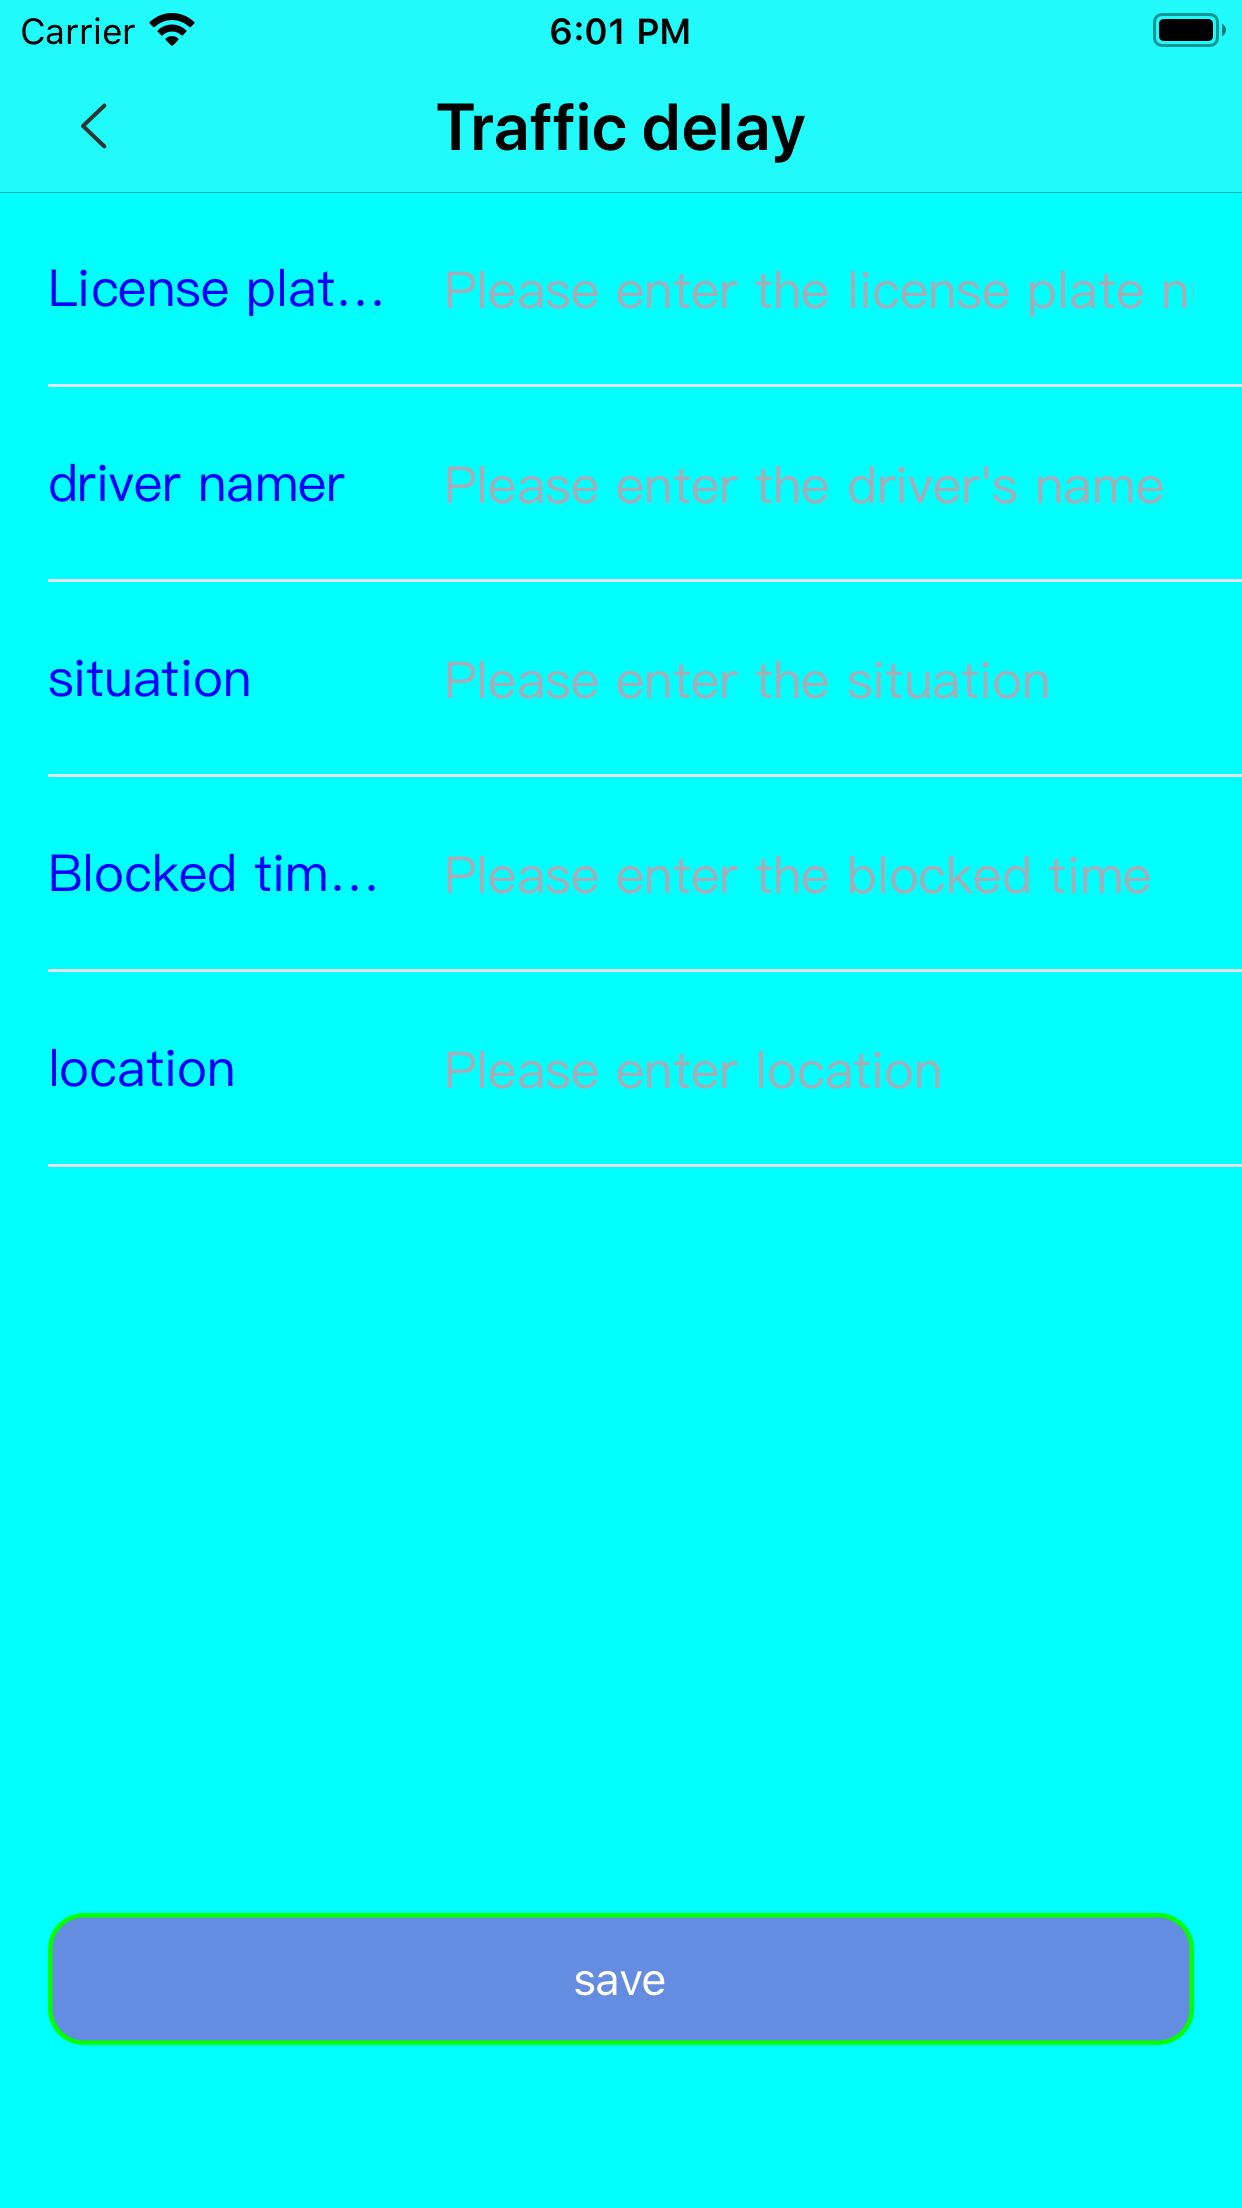 Carrier 6:01 PM
Traffic delay
License plat... Please enter the license plate n
driver namer Please enter the driver's name
situation Please enter the situation
Blocked tim... Please enter the blocked time
location Please enter location
save